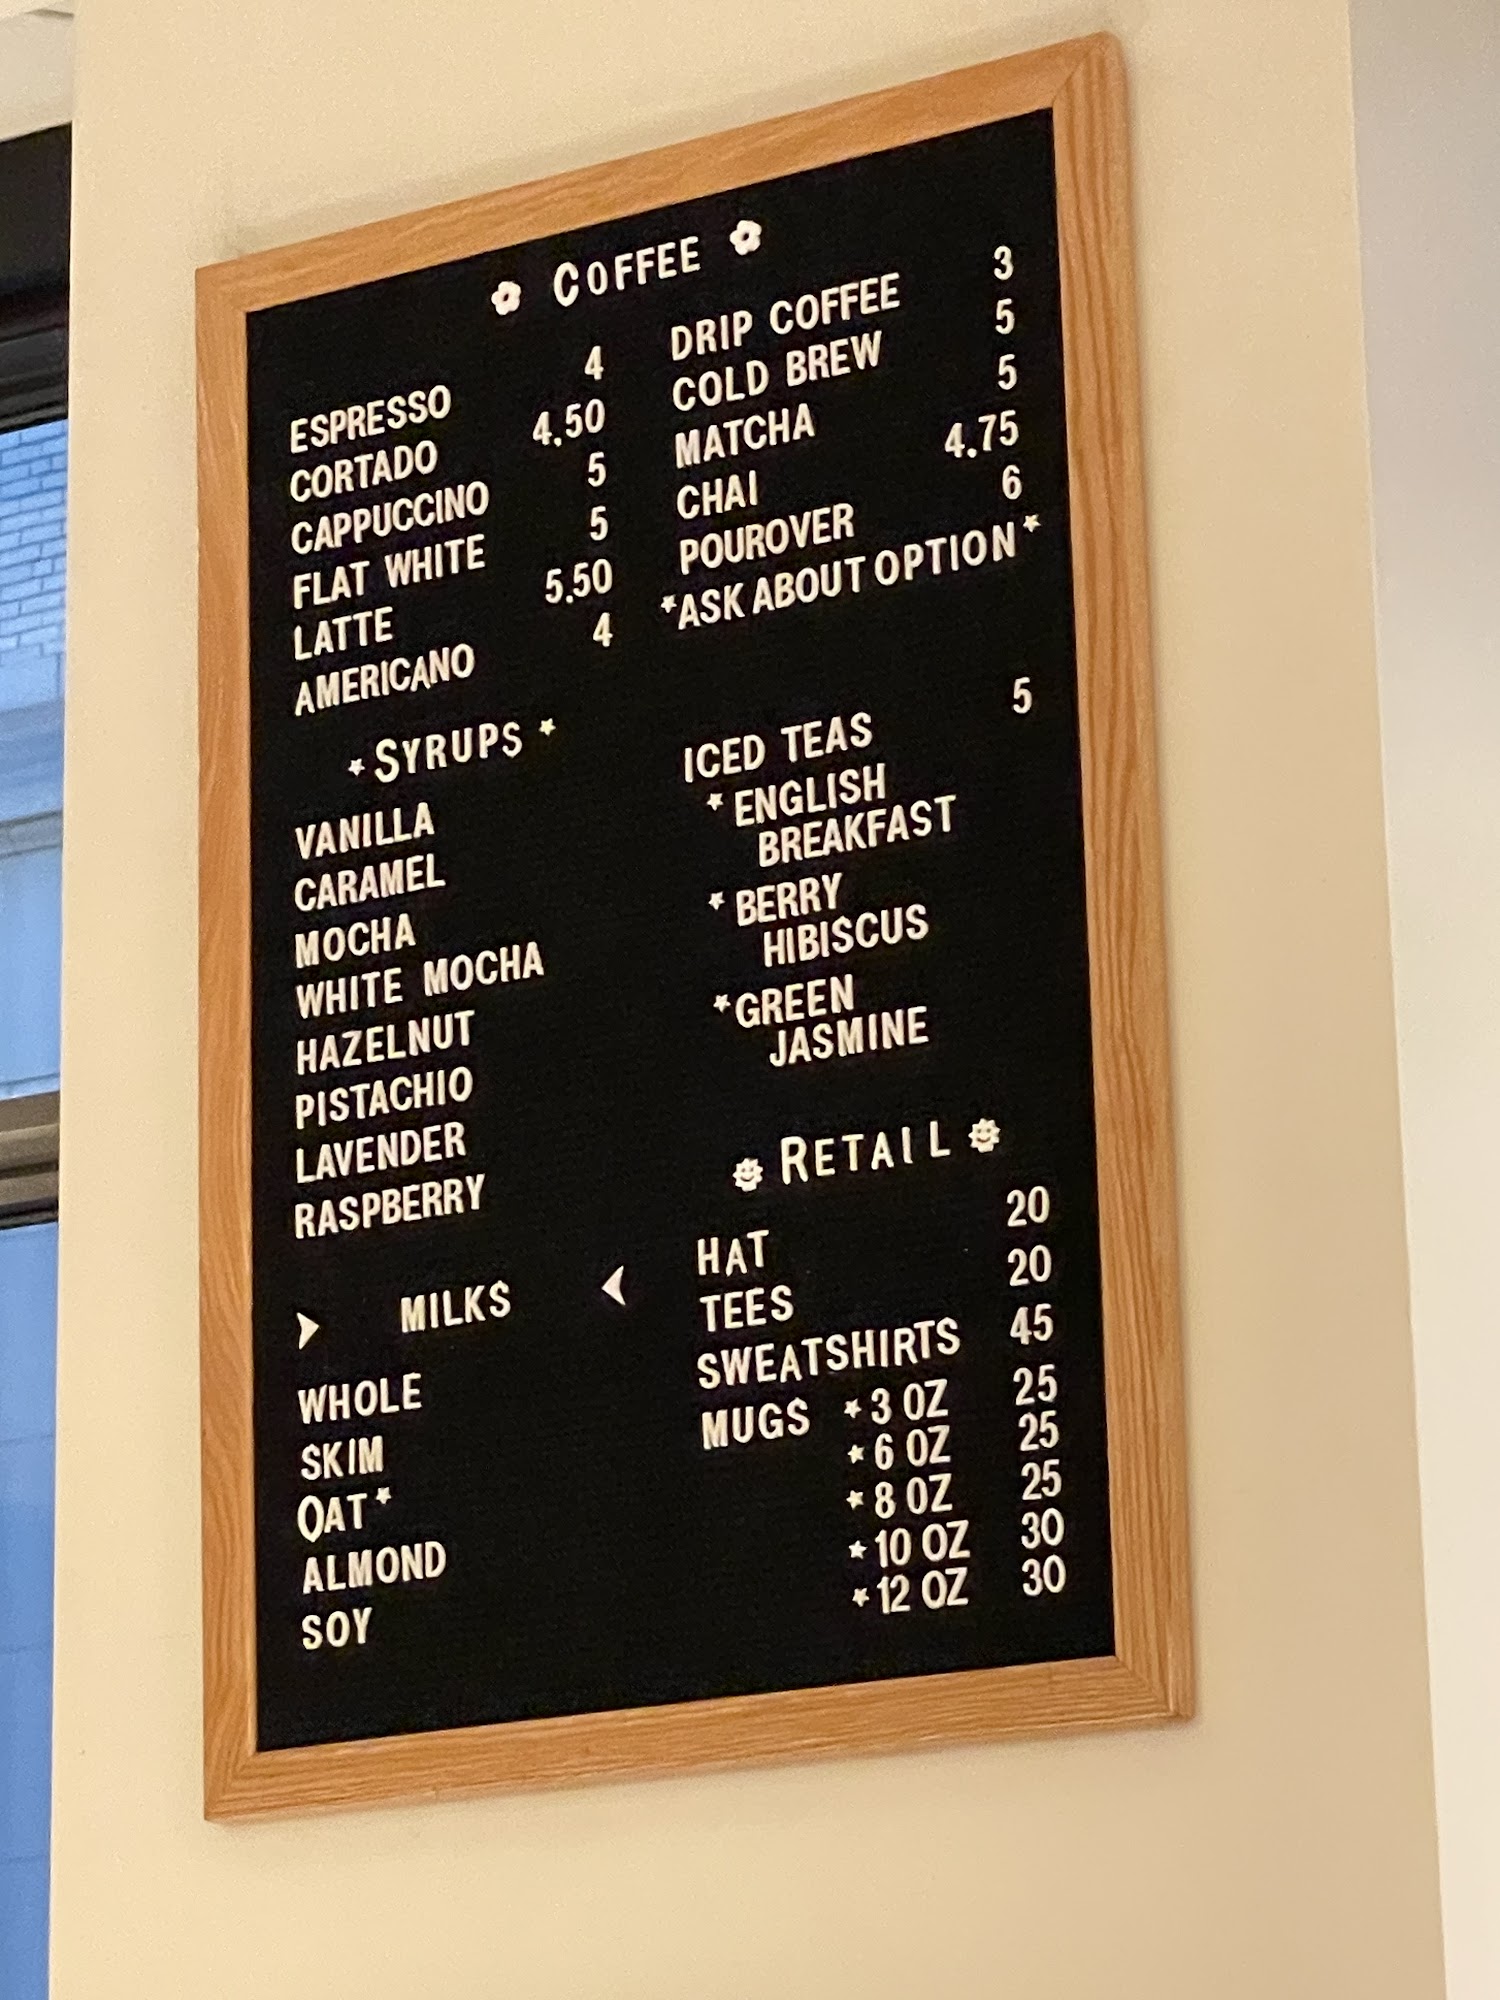 COFFEE
ESPRESSO 4
CORTADO 4.50
CAPPUCCINO 5
FLAT WHITE 5
LATTE 5.50
AMERICANO 4
*SYRUPS*
VANILLA
CARAMEL
MOCHA
WHITE MOCHA
HAZELNUT
PISTACHIO
LAVENDER
RASPBERRY
MILKS
WHOLE
SKIM
OAT*
ALMOND
SOY
DRIP COFFEE 3
COLD BREW 5
MATCHA 5
CHAI 4.75
POUROVER 6
*ASK ABOUT OPTION*
ICED TEAS 5
*ENGLISH
BREAKFAST
*BERRY
HIBISCUS
*GREEN
JASMINE
RETAIL
HAT 20
TEES 20
SWEATSHIRTS 45
MUGS *3 OZ 25
*6 OZ 25
*8 OZ 25
*10 OZ 30
*12 OZ 30